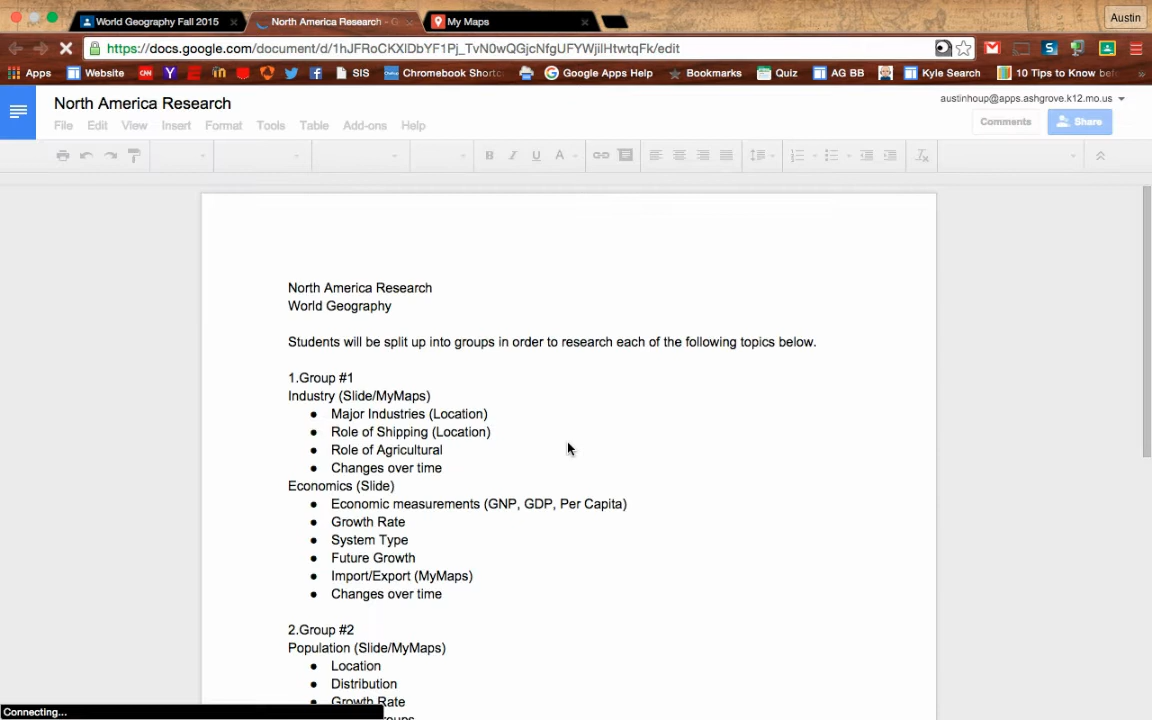 Austin
World Geography Fall 2015
North America Research - G
My Maps
https://docs.google.com/document/d/1hJFRoCKXlDbYF1Pj_TvN0wQGjcNfgUFYWjilHtwtqFk/edit
Apps Website CNN Y in SIS Chromebook Shortc Google Apps Help Bookmarks Quiz AG BB Kyle Search 10 Tips to Know bef »
North America Research
austinhoup@apps.ashgrove.k12.mo.us
File Edit View Insert Format Tools Table Add-ons Help
Comments Share
B I U A
North America Research
World Geography
Students will be split up into groups in order to research each of the following topics below.
1.Group #1
Industry (Slide/MyMaps)
● Major Industries (Location)
● Role of Shipping (Location)
● Role of Agricultural
● Changes over time
Economics (Slide)
● Economic measurements (GNP, GDP, Per Capita)
● Growth Rate
● System Type
● Future Growth
● Import/Export (MyMaps)
● Changes over time
2.Group #2
Population (Slide/MyMaps)
● Location
● Distribution
● Growth Rate
Connecting...